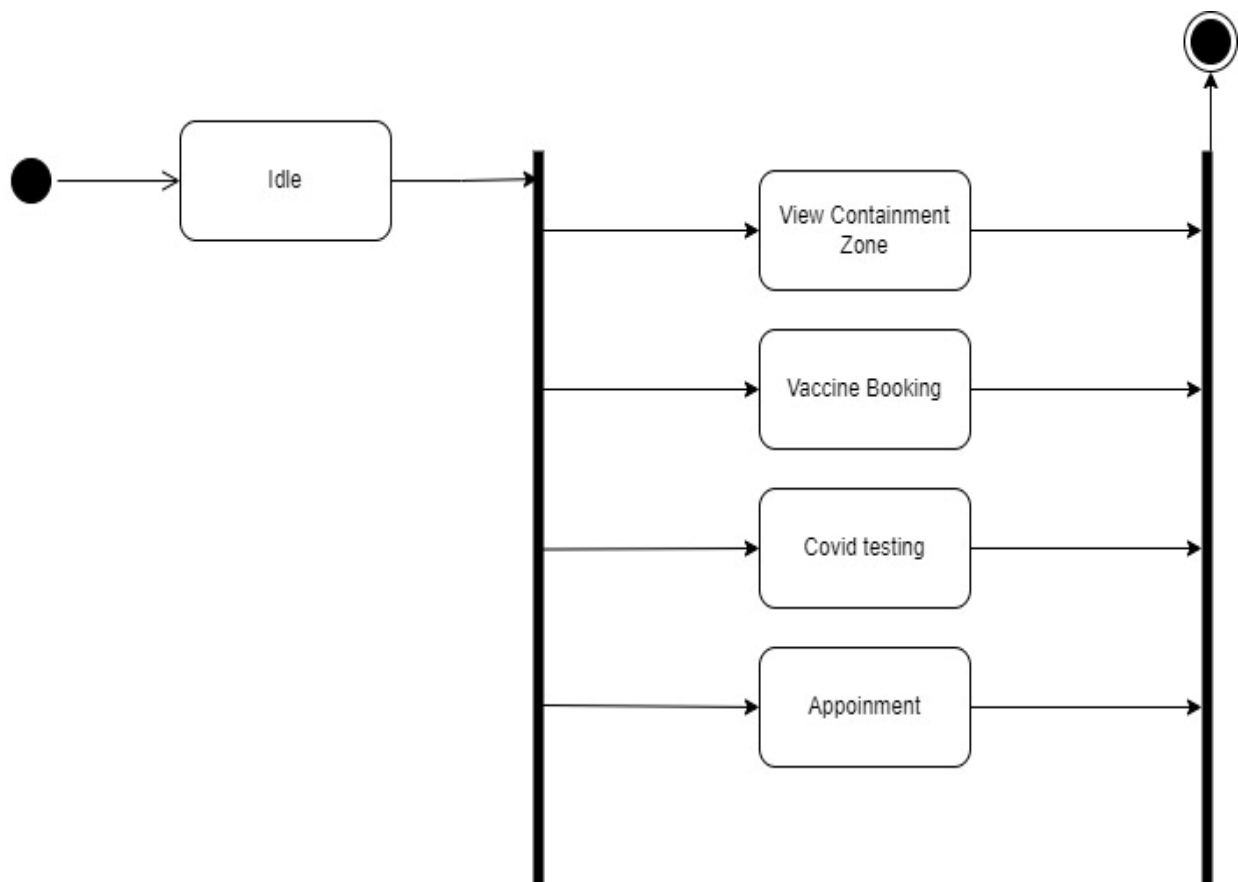 Idle
View Containment
Zone
Vaccine Booking
Covid testing
Appoinment